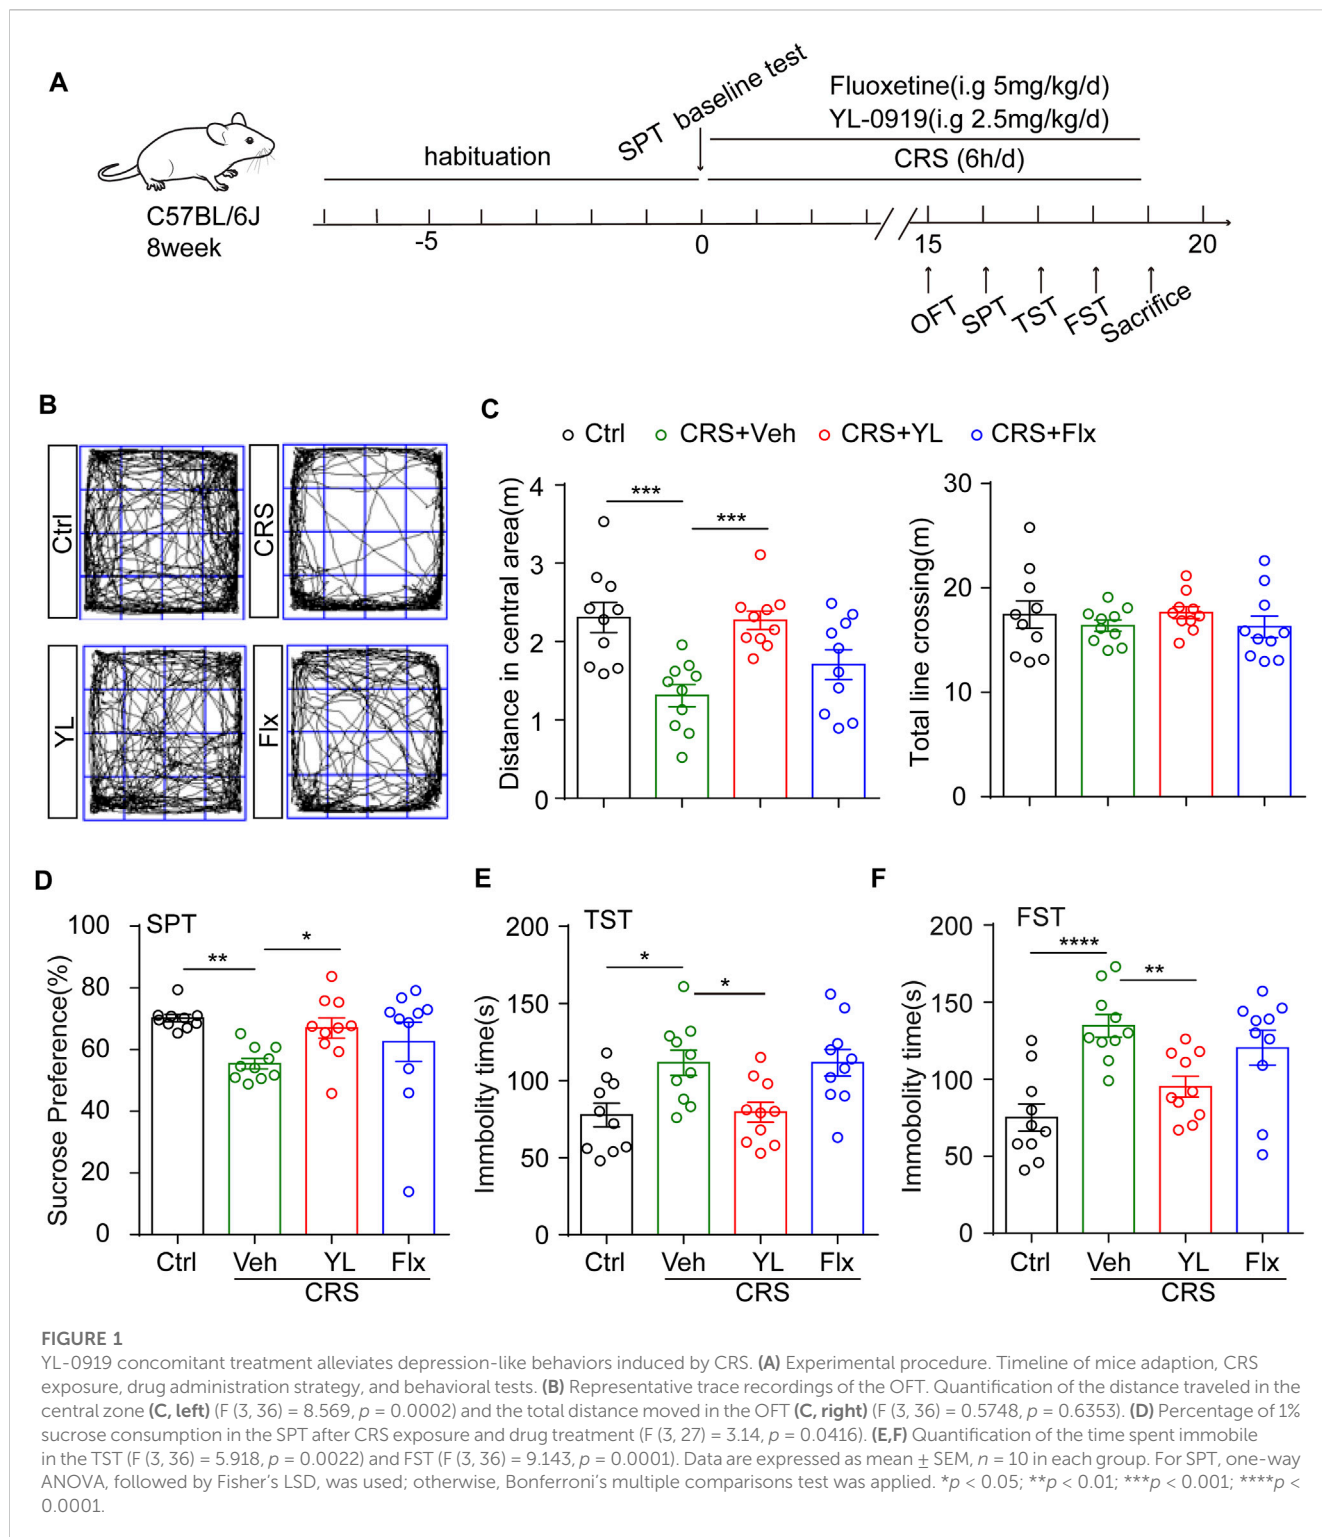 A
SPT baseline test
Fluoxetine(i.g 5mg/kg/d)
YL-0919(i.g 2.5mg/kg/d)
habituation
CRS (6h/d)
C57BL/6J
8week
-5
0
15
20
OFT
SPT
TST
FST
Sacrifice
B
Ctrl
CRS
YL
Flx
C
Ctrl
CRS+Veh
CRS+YL
CRS+Flx
Distance in central area(m)
4
3
2
1
0
***
***
Total line crossing(m)
30
20
10
0
D
SPT
Sucrose Preference(%)
100
80
60
40
20
0
**
*
Ctrl
Veh
YL
Flx
CRS
E
TST
Immbolity time(s)
200
150
100
50
0
*
*
Ctrl
Veh
YL
Flx
CRS
F
FST
Immobolity time(s)
200
150
100
50
0
****
**
Ctrl
Veh
YL
Flx
CRS
FIGURE 1
YL-0919 concomitant treatment alleviates depression-like behaviors induced by CRS. (A) Experimental procedure. Timeline of mice adaption, CRS
exposure, drug administration strategy, and behavioral tests. (B) Representative trace recordings of the OFT. Quantification of the distance traveled in the
central zone (C, left) (F (3, 36) = 8.569, p = 0.0002) and the total distance moved in the OFT (C, right) (F (3, 36) = 0.5748, p = 0.6353). (D) Percentage of 1%
sucrose consumption in the SPT after CRS exposure and drug treatment (F (3, 27) = 3.14, p = 0.0416). (E,F) Quantification of the time spent immobile
in the TST (F (3, 36) = 5.918, p = 0.0022) and FST (F (3, 36) = 9.143, p = 0.0001). Data are expressed as mean ± SEM, n = 10 in each group. For SPT, one-way
ANOVA, followed by Fisher's LSD, was used; otherwise, Bonferroni's multiple comparisons test was applied. *p < 0.05; **p < 0.01; ***p < 0.001; ****p <
0.0001.